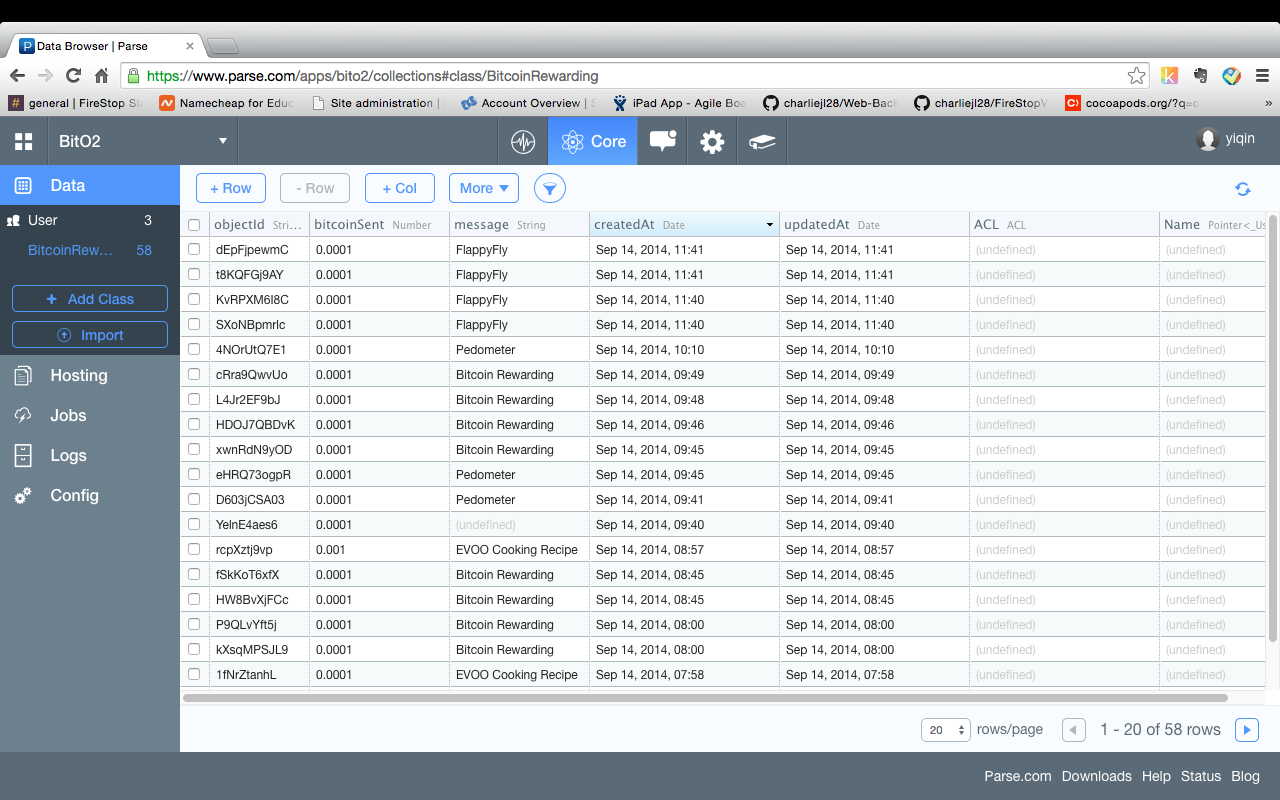 Data Browser | Parse
https://www.parse.com/apps/bito2/collections#class/BitcoinRewarding
general | FireStop Namecheap for Educ Site administration | Account Overview | iPad App - Agile Boa charliejl28/Web-Back charliejl28/FireStopV cocoapods.org/?q= »
BitO2 Core yiqin
Data + Row - Row + Col More
User 3
BitcoinRew... 58
+ Add Class
Import
Hosting
Jobs
Logs
Config
objectId Stri... bitcoinSent Number message String createdAt Date updatedAt Date ACL ACL Name Pointer<_Us
dEpFjpewmC 0.0001 FlappyFly Sep 14, 2014, 11:41 Sep 14, 2014, 11:41 (undefined) (undefined)
t8KQFGj9AY 0.0001 FlappyFly Sep 14, 2014, 11:41 Sep 14, 2014, 11:41 (undefined) (undefined)
KvRPXM6I8C 0.0001 FlappyFly Sep 14, 2014, 11:40 Sep 14, 2014, 11:40 (undefined) (undefined)
SXoNBpmrIc 0.0001 FlappyFly Sep 14, 2014, 11:40 Sep 14, 2014, 11:40 (undefined) (undefined)
4NOrUtQ7E1 0.0001 Pedometer Sep 14, 2014, 10:10 Sep 14, 2014, 10:10 (undefined) (undefined)
cRra9QwvUo 0.0001 Bitcoin Rewarding Sep 14, 2014, 09:49 Sep 14, 2014, 09:49 (undefined) (undefined)
L4Jr2EF9bJ 0.0001 Bitcoin Rewarding Sep 14, 2014, 09:48 Sep 14, 2014, 09:48 (undefined) (undefined)
HDOJ7QBDvK 0.0001 Bitcoin Rewarding Sep 14, 2014, 09:46 Sep 14, 2014, 09:46 (undefined) (undefined)
xwnRdN9yOD 0.0001 Bitcoin Rewarding Sep 14, 2014, 09:45 Sep 14, 2014, 09:45 (undefined) (undefined)
eHRQ73ogpR 0.0001 Pedometer Sep 14, 2014, 09:45 Sep 14, 2014, 09:45 (undefined) (undefined)
D603jCSA03 0.0001 Pedometer Sep 14, 2014, 09:41 Sep 14, 2014, 09:41 (undefined) (undefined)
YelnE4aes6 0.0001 (undefined) Sep 14, 2014, 09:40 Sep 14, 2014, 09:40 (undefined) (undefined)
rcpXztj9vp 0.001 EVOO Cooking Recipe Sep 14, 2014, 08:57 Sep 14, 2014, 08:57 (undefined) (undefined)
fSkKoT6xfX 0.0001 Bitcoin Rewarding Sep 14, 2014, 08:45 Sep 14, 2014, 08:45 (undefined) (undefined)
HW8BvXjFCc 0.0001 Bitcoin Rewarding Sep 14, 2014, 08:45 Sep 14, 2014, 08:45 (undefined) (undefined)
P9QLvYft5j 0.0001 Bitcoin Rewarding Sep 14, 2014, 08:00 Sep 14, 2014, 08:00 (undefined) (undefined)
kXsqMPSJL9 0.0001 Bitcoin Rewarding Sep 14, 2014, 08:00 Sep 14, 2014, 08:00 (undefined) (undefined)
1fNrZtanhL 0.0001 EVOO Cooking Recipe Sep 14, 2014, 07:58 Sep 14, 2014, 07:58 (undefined) (undefined)
20 rows/page 1 - 20 of 58 rows
Parse.com Downloads Help Status Blog